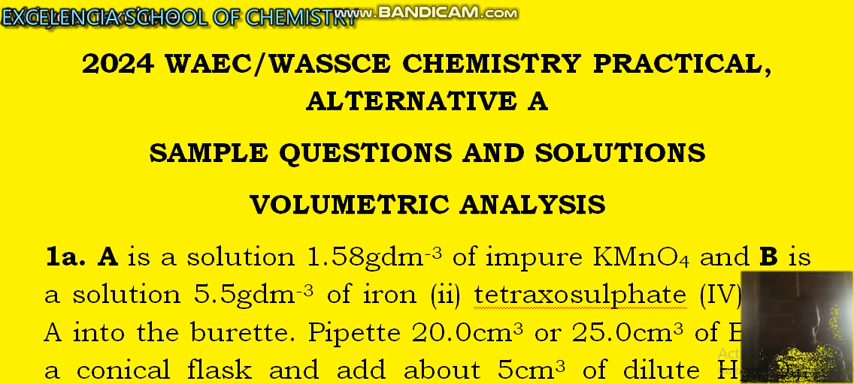 EXCELENCIA SCHOOL OF CHEMISTRY
www.BANDICAM.com
2024 WAEC/WASSCE CHEMISTRY PRACTICAL,
ALTERNATIVE A
SAMPLE QUESTIONS AND SOLUTIONS
VOLUMETRIC ANALYSIS
1a. A is a solution 1.58gdm⁻³ of impure KMnO₄ and B is
a solution 5.5gdm⁻³ of iron (ii) tetraxosulphate (IV)
A into the burette. Pipette 20.0cm³ or 25.0cm³ of
a conical flask and add about 5cm³ of dilute